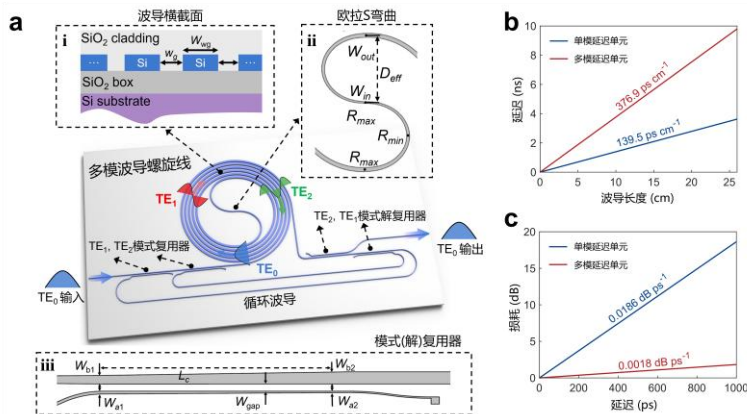 a
波导横截面
i
SiO2 cladding
Wwg
wg
...
Si
Si
...
SiO2 box
Si substrate
欧拉S弯曲
ii
Wout
Deff
Win
Rmax
Rmin
Rmax
多模波导螺旋线
TE1
TE2
TE0
TE1, TE2模式复用器
TE2, TE1模式解复用器
TE0 输入
TE0 输出
循环波导
模式(解)复用器
iii
Wb1
Lc
Wb2
Wa1
Wgap
Wa2
b
延迟 (ns)
10
8
6
4
2
0
单模延迟单元
多模延迟单元
376.9 ps cm-1
139.5 ps cm-1
0 5 10 15 20 25
波导长度 (cm)
c
损耗 (dB)
20
15
10
5
0
单模延迟单元
多模延迟单元
0.0186 dB ps-1
0.0018 dB ps-1
0 200 400 600 800 1000
延迟 (ps)